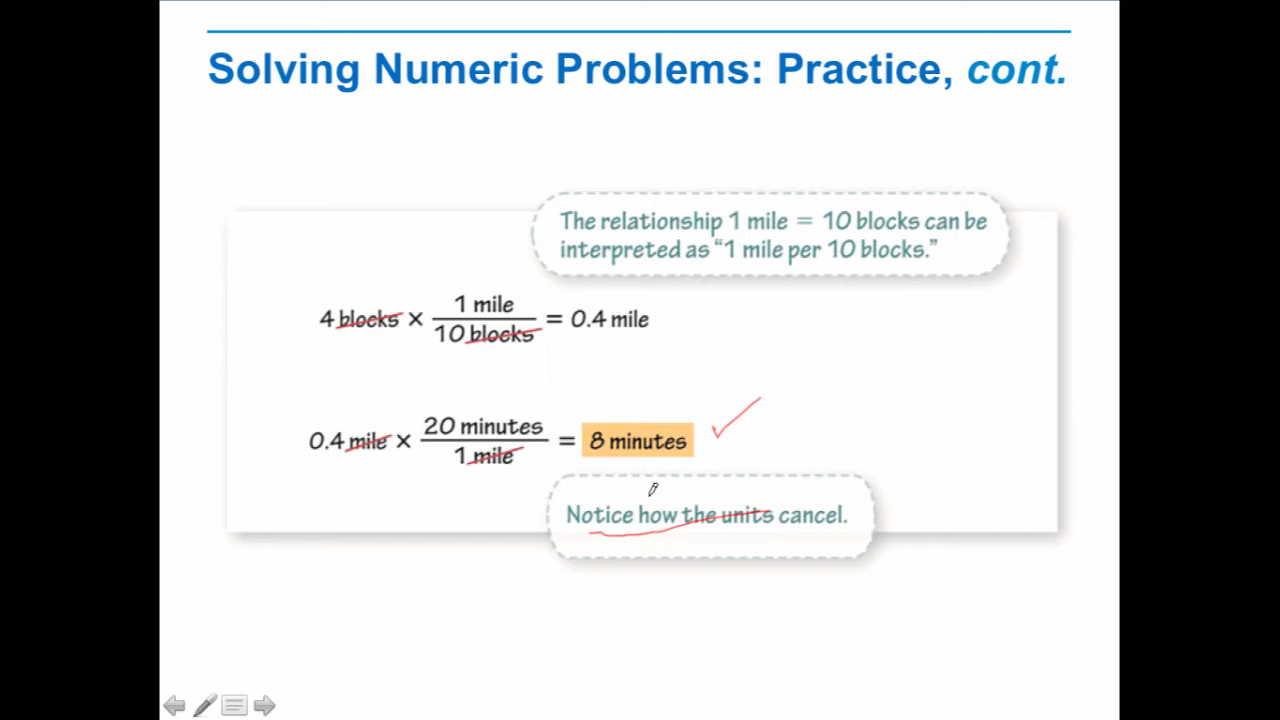 Solving Numeric Problems: Practice, cont.
The relationship 1 mile = 10 blocks can be
interpreted as “1 mile per 10 blocks.”
4 blocks × 1 mile / 10 blocks = 0.4 mile
0.4 mile × 20 minutes / 1 mile = 8 minutes
Notice how the units cancel.